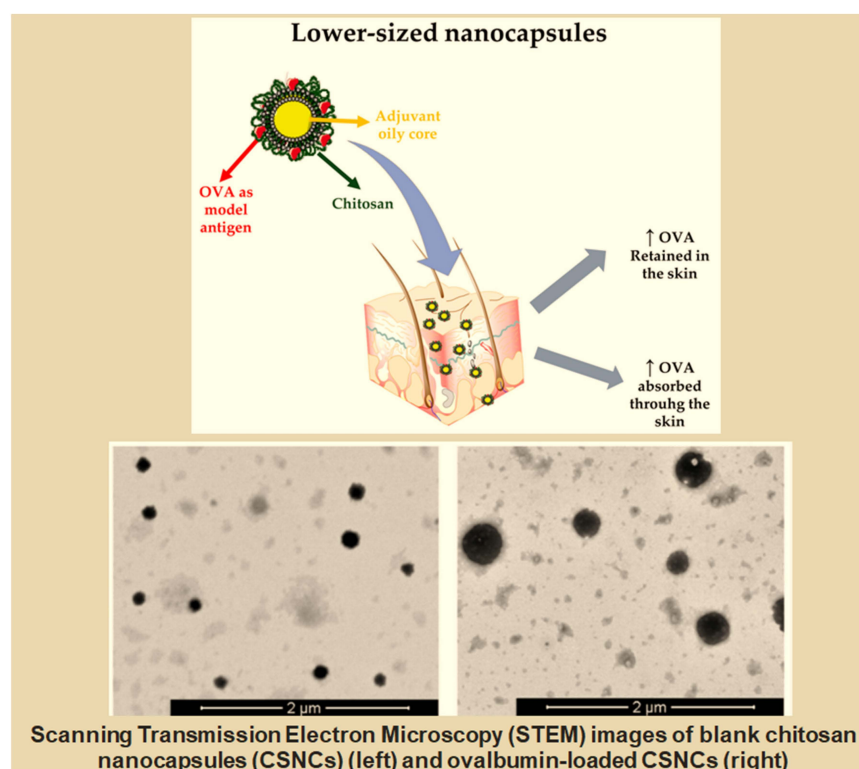 Lower-sized nanocapsules
Adjuvant
oily core
OVA as
model
antigen
Chitosan
↑ OVA
Retained in
the skin
↑ OVA
absorbed
throuhg the
skin
2 µm
2 µm
Scanning Transmission Electron Microscopy (STEM) images of blank chitosan
nanocapsules (CSNCs) (left) and ovalbumin-loaded CSNCs (right)